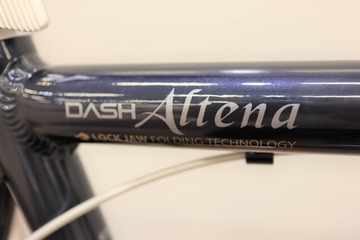 DASH Altena
LOCK JAW FOLDING TECHNOLOGY